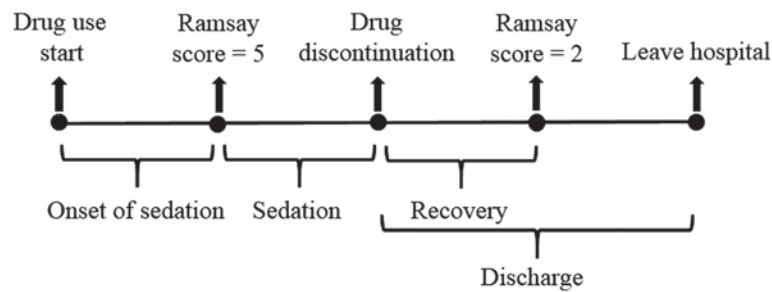 Drug use
start
Ramsay
score = 5
Drug
discontinuation
Ramsay
score = 2
Leave hospital
Onset of sedation
Sedation
Recovery
Discharge